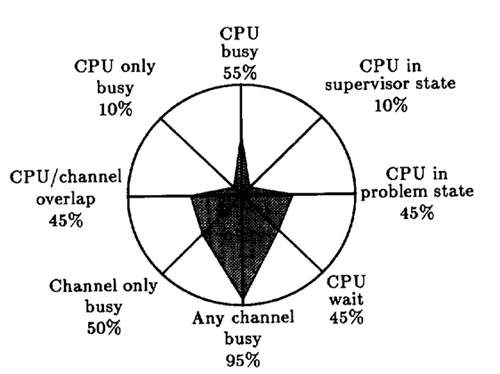 CPU
busy
55%
CPU in
supervisor state
10%
CPU in
problem state
45%
CPU
wait
45%
Any channel
busy
95%
Channel only
busy
50%
CPU/channel
overlap
45%
CPU only
busy
10%